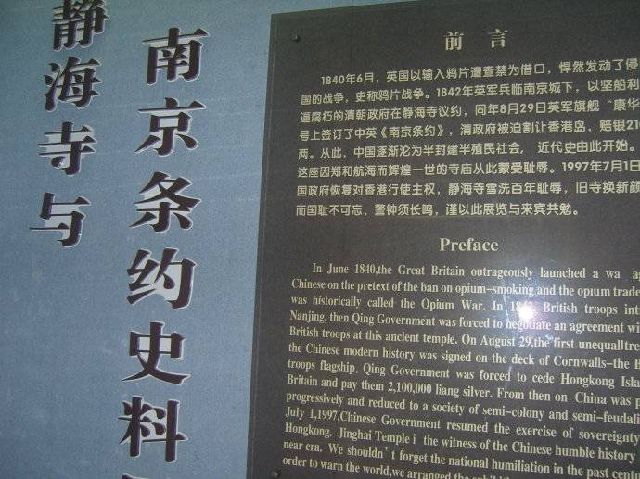 静海寺与
南京条约史料
前言
1840年6月，英国以输入鸦片遭查禁为借口，悍然发动了侵
国的战争，史称鸦片战争。1842年英军兵临南京城下，以坚船利
逼腐朽的清朝政府在静海寺议约，同年8月29日英军旗舰“康华
号上签订了中英《南京条约》，清政府被迫割让香港岛、赔银21
两。从此，中国逐渐沦为半封建半殖民社会，近代史由此开始。
这座因郑和航海而辉煌一世的寺庙从此蒙受耻辱。1997年7月1日
国政府恢复对香港行使主权，静海寺雪洗百年耻辱，旧寺换新颜
而国耻不可忘，警钟须长鸣，谨以此展览与来宾共勉。
Preface
In June 1840,the Great Britain outrageously launched a wa
Chinese on the pretext of the ban on opium-smoking and the opium trade
was historically called the Opium War. In British troops int
Nanjing, then Qing Government was forced to negotiate an agreement wi
British troops at this ancient temple. On August 29,the first unequal tre
the Chinese modern history was signed on the deck of Cornwalls-the B
troops flagship. Qing Government was forced to cede Hongkong Isla
Britain and pay them 2,100,000 liang silver. From then on China was p
progressively and reduced to a society of semi-colony and semi-feudali
July 1,1997.Chinese Government resumed the exercise of sovereignty
Hongkong. Jinghai Temple i the witness of the Chinese humble history
near era. We shouldn't forget the national humiliation in the past centu
order to warn the world,we arranged the